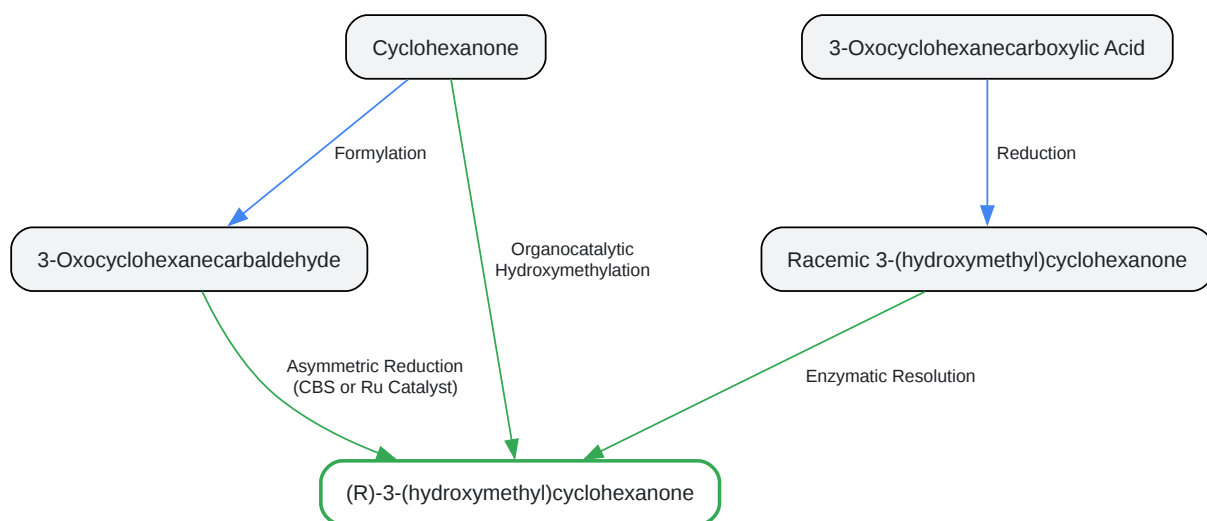 Cyclohexanone
3-Oxocyclohexanecarboxylic Acid
Formylation
Reduction
3-Oxocyclohexanecarbaldehyde
Organocatalytic
Hydroxymethylation
Racemic 3-(hydroxymethyl)cyclohexanone
Asymmetric Reduction
(CBS or Ru Catalyst)
Enzymatic Resolution
(R)-3-(hydroxymethyl)cyclohexanone